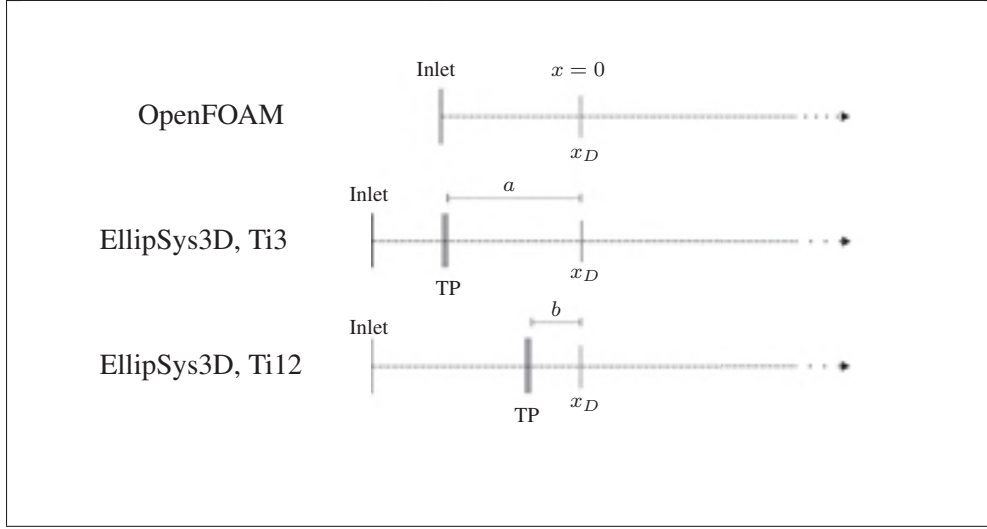 Inlet
x = 0
OpenFOAM
x_D
Inlet
a
EllipSys3D, Ti3
TP
x_D
Inlet
b
EllipSys3D, Ti12
TP
x_D